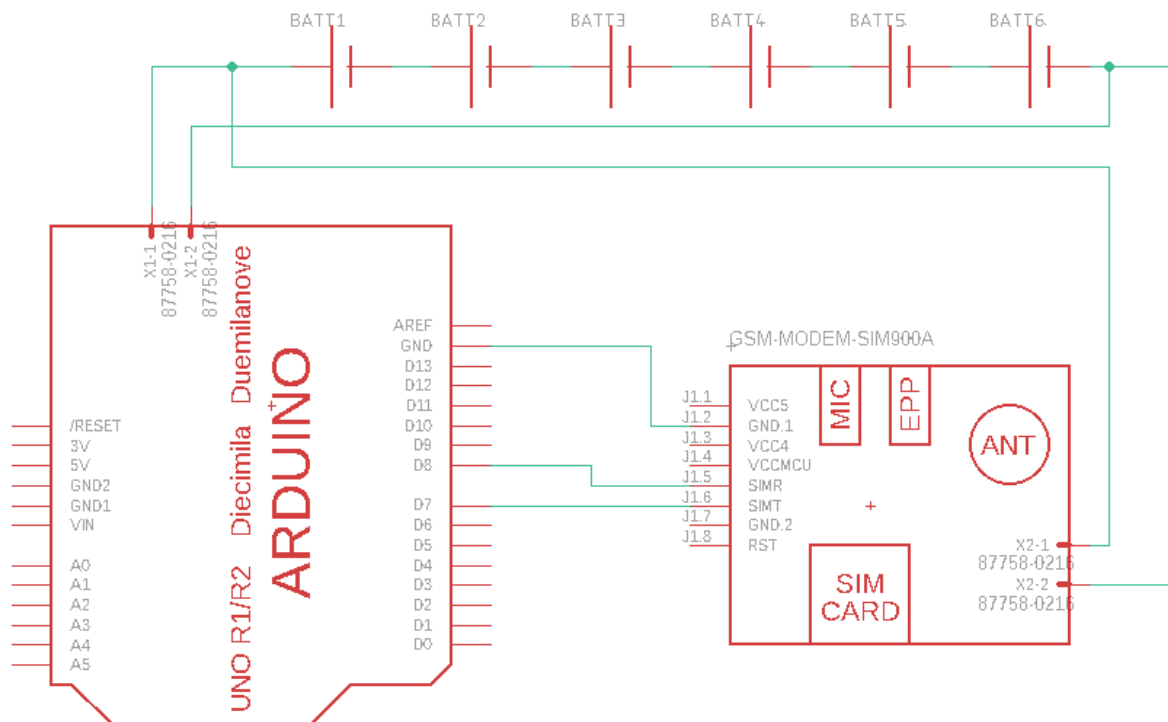 BATT1
BATT2
BATT3
BATT4
BATT5
BATT6
X1-1
87758-0216
X1-2
87758-0216
UNO R1/R2 Diecimila Duemilanove
ARDUINO
/RESET
3V
5V
GND2
GND1
VIN
A0
A1
A2
A3
A4
A5
AREF
GND
D13
D12
D11
D10
D9
D8
D7
D6
D5
D4
D3
D2
D1
D0
GSM-MODEM-SIM900A
J1.1
J1.2
J1.3
J1.4
J1.5
J1.6
J1.7
J1.8
VCC5
GND.1
VCC4
VCCMCU
SIMR
SIMT
GND.2
RST
MIC
EPP
ANT
X2-1
87758-0216
X2-2
87758-0216
SIM
CARD